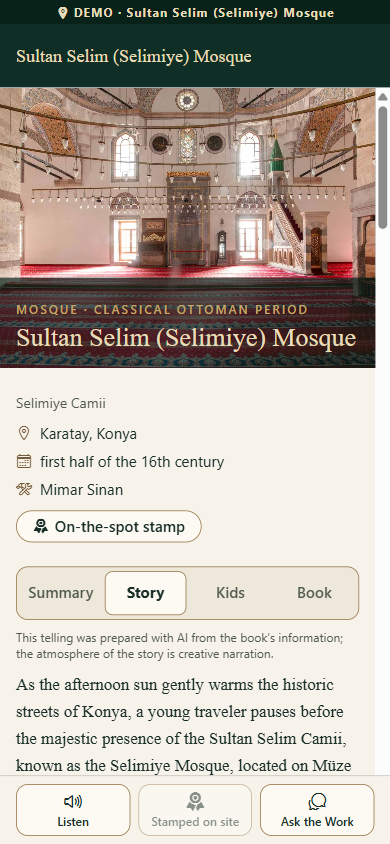 DEMO · Sultan Selim (Selimiye) Mosque
Sultan Selim (Selimiye) Mosque
MOSQUE · CLASSICAL OTTOMAN PERIOD
Sultan Selim (Selimiye) Mosque
Selimiye Camii
Karatay, Konya
first half of the 16th century
Mimar Sinan
On-the-spot stamp
Summary Story Kids Book
This telling was prepared with AI from the book's information;
the atmosphere of the story is creative narration.
As the afternoon sun gently warms the historic
streets of Konya, a young traveler pauses before
the majestic presence of the Sultan Selim Camii,
known as the Selimiye Mosque, located on Müze
Listen Stamped on site Ask the Work